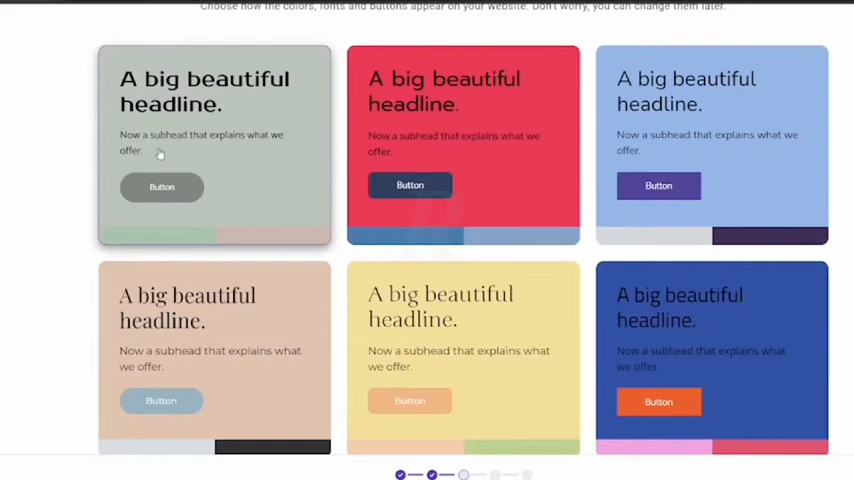 Choose how the colors, fonts and buttons appear on your website. Don't worry, you can change them later.
A big beautiful
headline.
Now a subhead that explains what we
offer.
Button
A big beautiful
headline.
Now a subhead that explains what we
offer.
Button
A big beautiful
headline.
Now a subhead that explains what we
offer.
Button
A big beautiful
headline.
Now a subhead that explains what
we offer.
Button
A big beautiful
headline.
Now a subhead that explains what
we offer.
Button
A big beautiful
headline.
Now a subhead that explains what
we offer.
Button